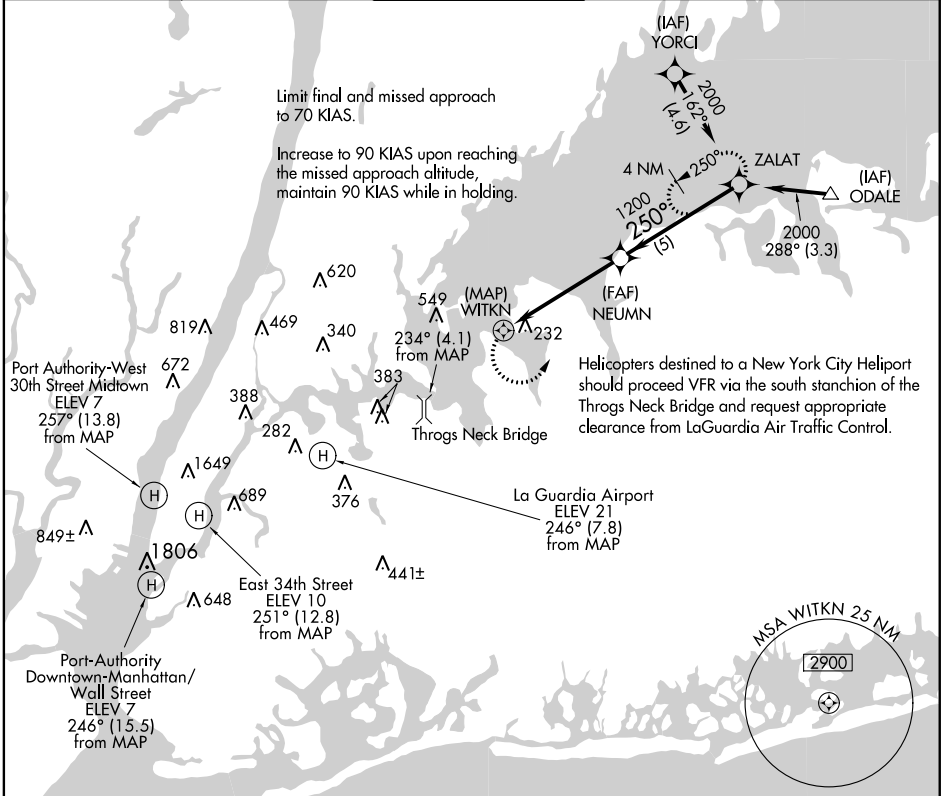 (IAF)
YORCI
2000
162°
(4.6)
Limit final and missed approach
to 70 KIAS.
Increase to 90 KIAS upon reaching
the missed approach altitude,
maintain 90 KIAS while in holding.
4 NM
250°
ZALAT
(IAF)
ODALE
2000
288° (3.3)
1200
250°
(5)
(FAF)
NEUMN
(MAP)
WITKN
232
620
549
819
469
340
234° (4.1)
from MAP
383
Throgs Neck Bridge
Helicopters destined to a New York City Heliport
should proceed VFR via the south stanchion of the
Throgs Neck Bridge and request appropriate
clearance from LaGuardia Air Traffic Control.
Port Authority-West
30th Street Midtown
ELEV 7
257° (13.8)
from MAP
672
388
282
H
376
La Guardia Airport
ELEV 21
246° (7.8)
from MAP
1649
689
H
H
849±
1806
H
648
441±
East 34th Street
ELEV 10
251° (12.8)
from MAP
Port-Authority
Downtown-Manhattan/
Wall Street
ELEV 7
246° (15.5)
from MAP
MSA WITKN 25 NM
2900